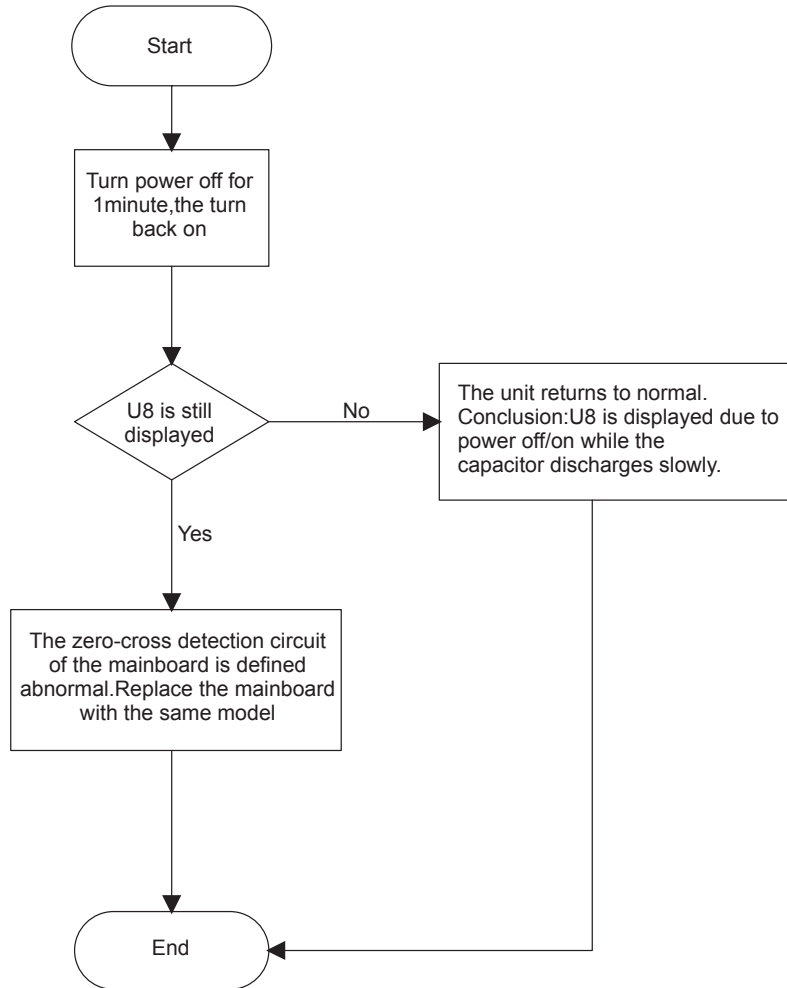 Start
Turn power off for
1minute,the turn
back on
U8 is still
displayed
No
The unit returns to normal.
Conclusion:U8 is displayed due to
power off/on while the
capacitor discharges slowly.
Yes
The zero-cross detection circuit
of the mainboard is defined
abnormal.Replace the mainboard
with the same model
End